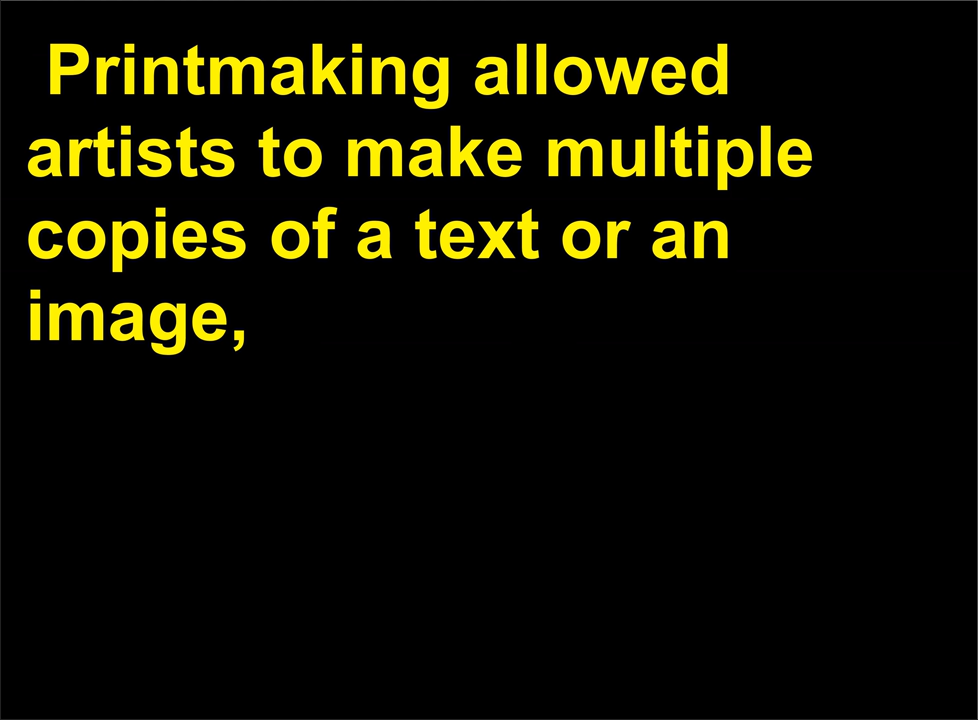 Printmaking allowed
artists to make multiple
copies of a text or an
image,